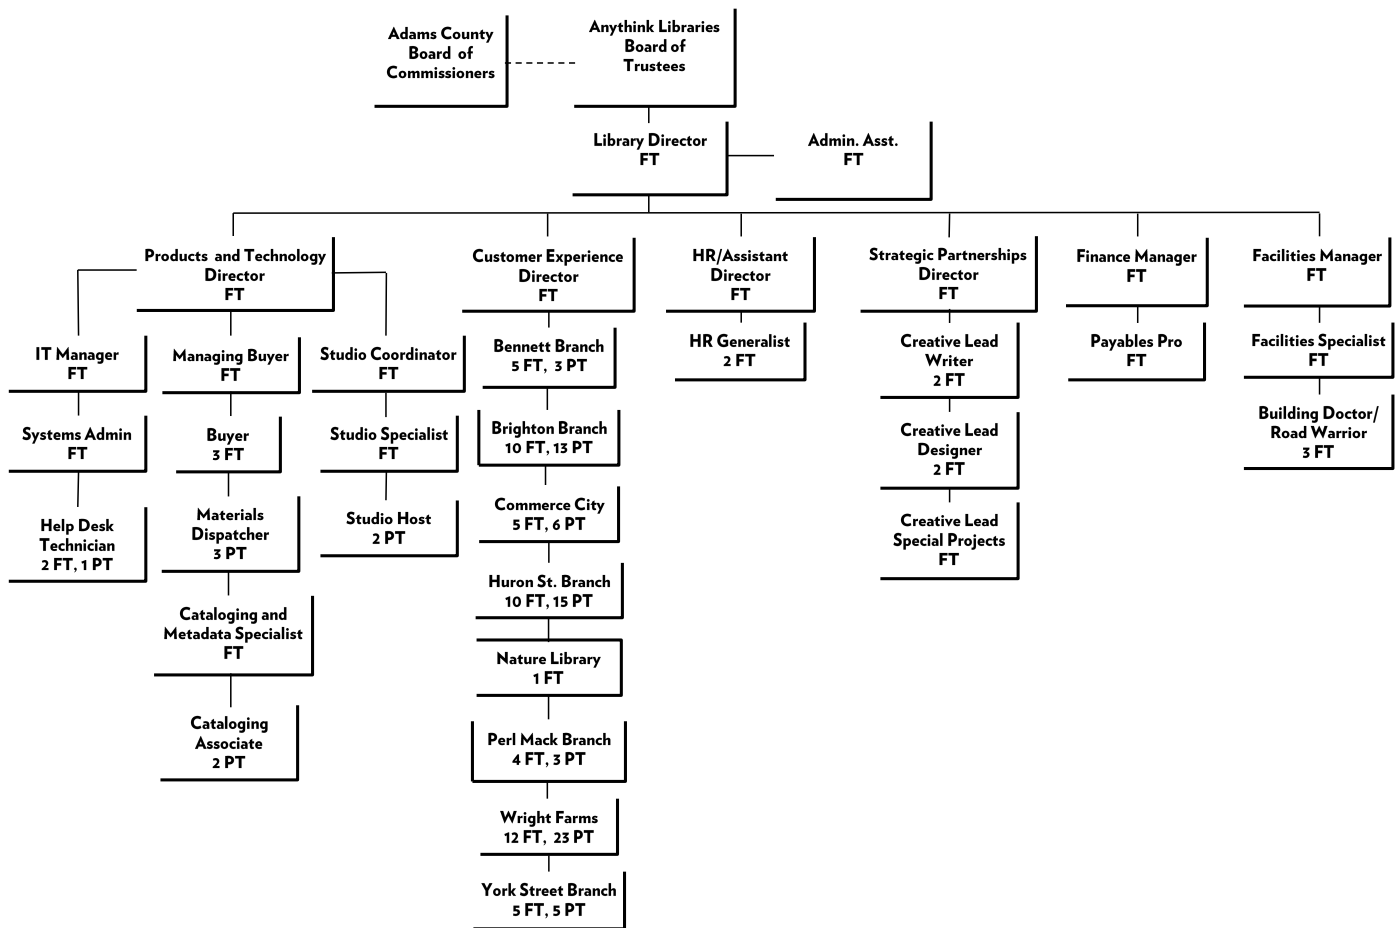 Adams County
Board of
Commissioners
Anythink Libraries
Board of
Trustees
Library Director
FT
Admin. Asst.
FT
Products and Technology
Director
FT
Customer Experience
Director
FT
HR/Assistant
Director
FT
Strategic Partnerships
Director
FT
Finance Manager
FT
Facilities Manager
FT
IT Manager
FT
Systems Admin
FT
Help Desk
Technician
2 FT, 1 PT
Managing Buyer
FT
Buyer
3 FT
Materials
Dispatcher
3 PT
Cataloging and
Metadata Specialist
FT
Cataloging
Associate
2 PT
Studio Coordinator
FT
Studio Specialist
FT
Studio Host
2 PT
Bennett Branch
5 FT, 3 PT
Brighton Branch
10 FT, 13 PT
Commerce City
5 FT, 6 PT
Huron St. Branch
10 FT, 15 PT
Nature Library
1 FT
Perl Mack Branch
4 FT, 3 PT
Wright Farms
12 FT, 23 PT
York Street Branch
5 FT, 5 PT
HR Generalist
2 FT
Creative Lead
Writer
2 FT
Creative Lead
Designer
2 FT
Creative Lead
Special Projects
FT
Payables Pro
FT
Facilities Specialist
FT
Building Doctor/
Road Warrior
3 FT